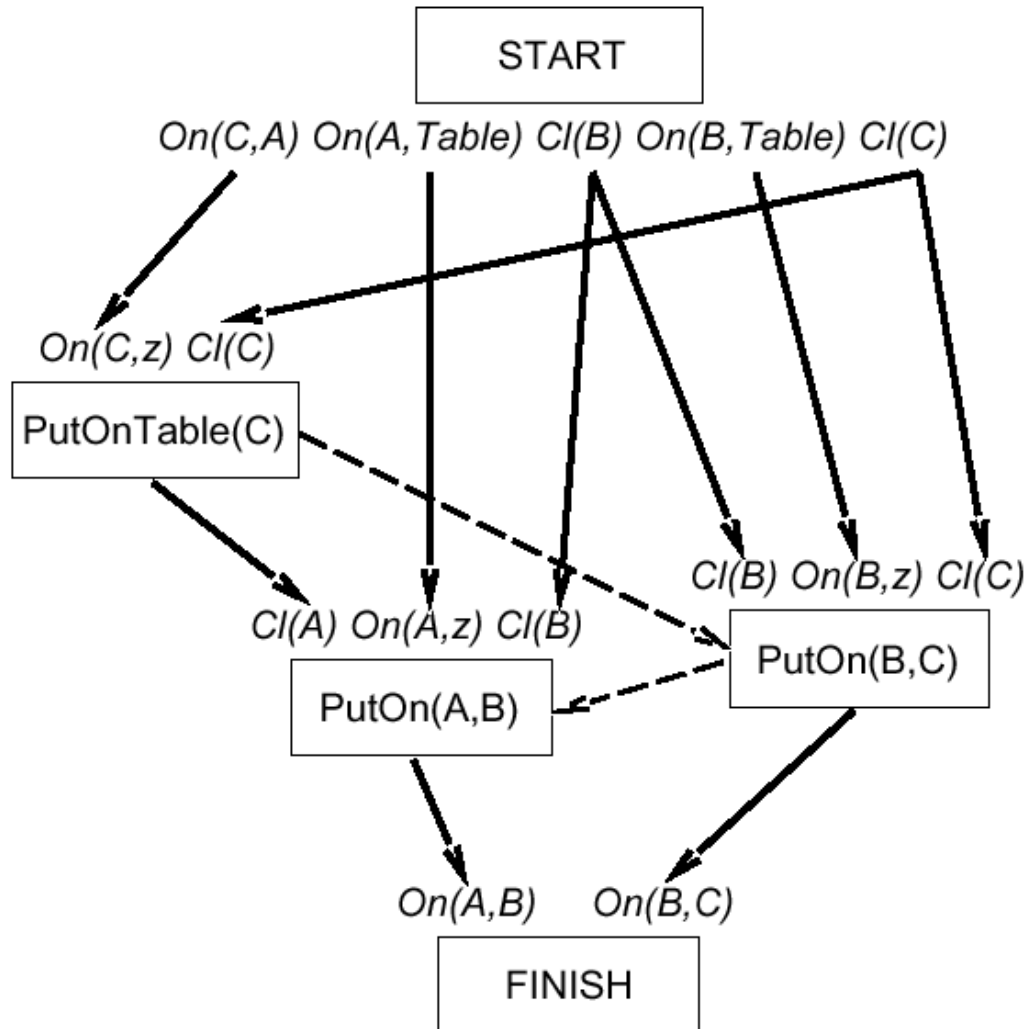 START
On(C,A) On(A,Table) Cl(B) On(B,Table) Cl(C)
On(C,z) Cl(C)
PutOnTable(C)
Cl(B) On(B,z) Cl(C)
Cl(A) On(A,z) Cl(B)
PutOn(B,C)
PutOn(A,B)
On(A,B) On(B,C)
FINISH